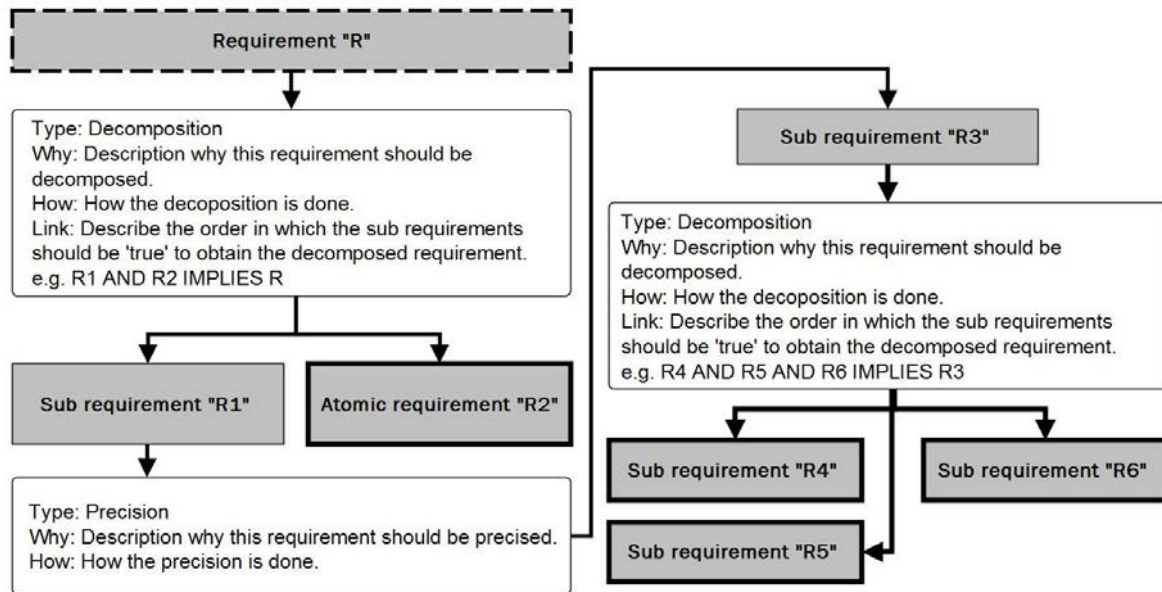 Requirement "R"
Type: Decomposition
Why: Description why this requirement should be
decomposed.
How: How the decoposition is done.
Link: Describe the order in which the sub requirements
should be 'true' to obtain the decomposed requirement.
e.g. R1 AND R2 IMPLIES R
Sub requirement "R1"
Atomic requirement "R2"
Type: Precision
Why: Description why this requirement should be precised.
How: How the precision is done.
Sub requirement "R3"
Type: Decomposition
Why: Description why this requirement should be
decomposed.
How: How the decoposition is done.
Link: Describe the order in which the sub requirements
should be 'true' to obtain the decomposed requirement.
e.g. R4 AND R5 AND R6 IMPLIES R3
Sub requirement "R4"
Sub requirement "R6"
Sub requirement "R5"